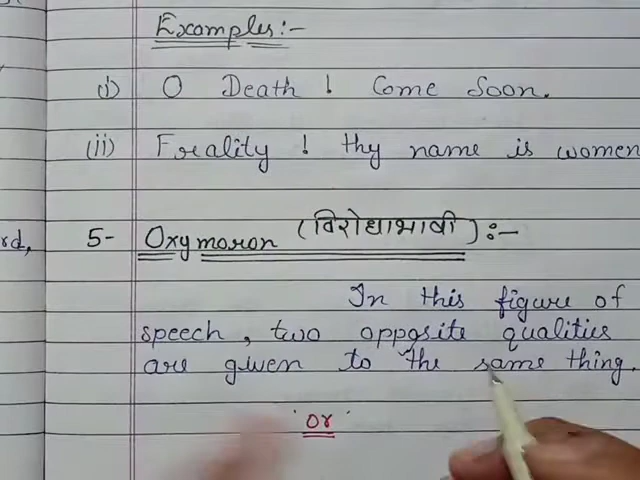 Examples:-
(i) O Death ! Come Soon.
(ii) Frality ! thy name is women
rd,
5- Oxymoron (विरोधाभाषी) :-
In this figure of
speech, two opposite qualities
are given to the same thing.
or